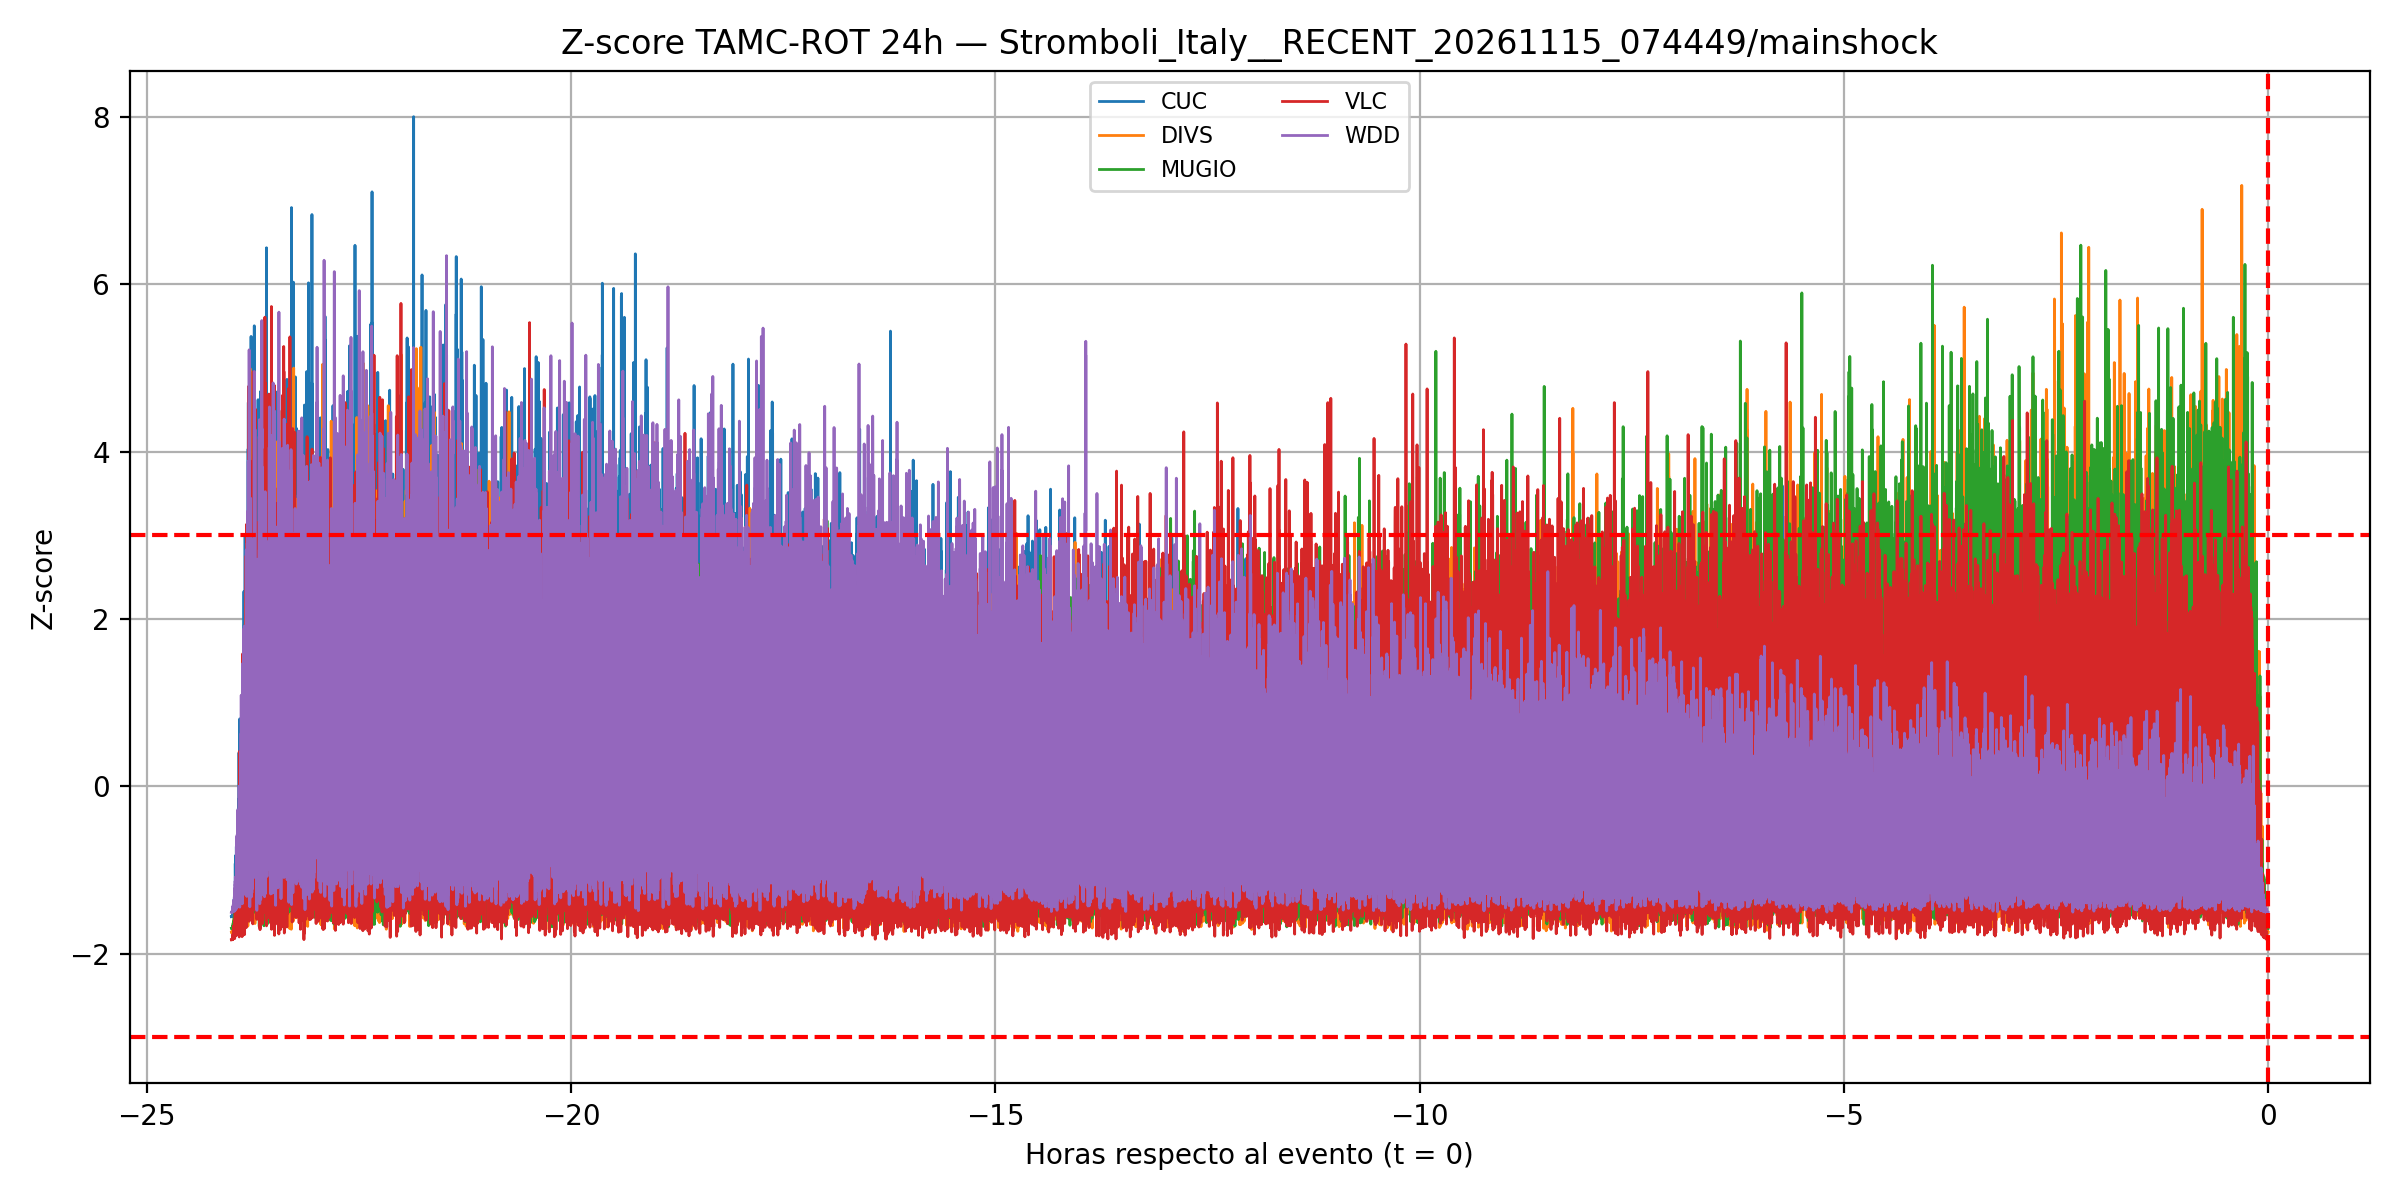 Z-score TAMC-ROT 24h — Stromboli_Italy__RECENT_20261115_074449/mainshock
CUC
DIVS
MUGIO
VLC
WDD
8
6
4
2
0
−2
Z-score
−25
−20
−15
−10
−5
0
Horas respecto al evento (t = 0)